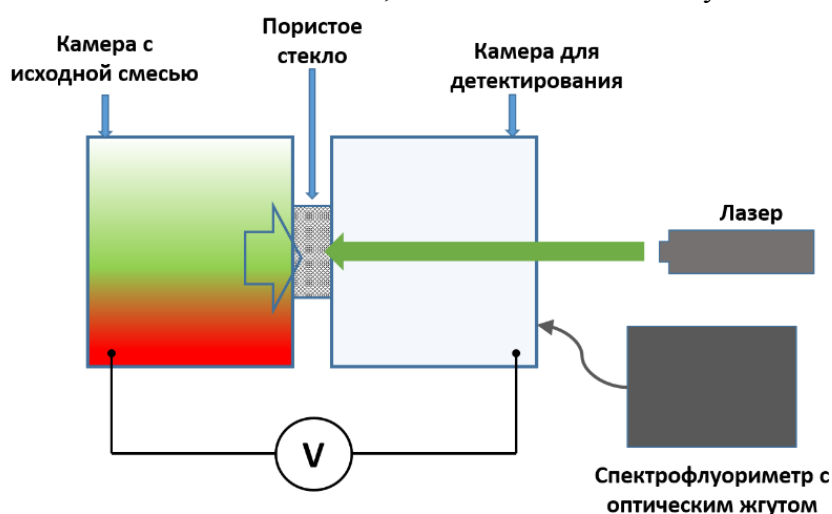 Камера с
исходной смесью
Пористое
стекло
Камера для
детектирования
Лазер
V
Спектрофлуориметр с
оптическим жгутом